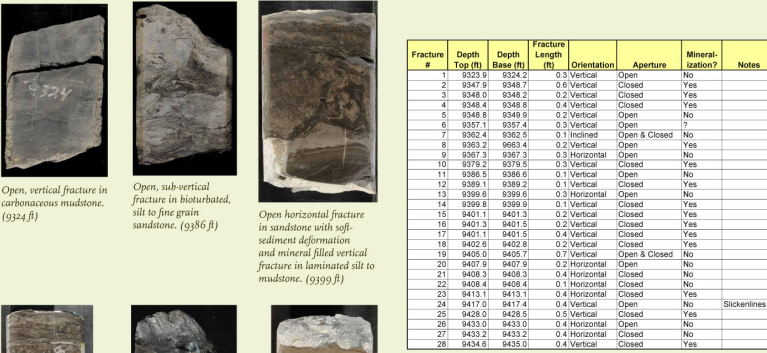 9324
Open, vertical fracture in
carbonaceous mudstone.
(9324 ft)
Open, sub-vertical
fracture in bioturbated,
silt to fine grain
sandstone. (9386 ft)
Open horizontal fracture
in sandstone with soft-
sediment deformation
and mineral filled vertical
fracture in laminated silt to
mudstone. (9399 ft)
Fracture # Depth Top (ft) Depth Base (ft) Fracture Length (ft) Orientation Aperture Mineral-ization? Notes
1 9323.9 9324.2 0.3 Vertical Open No
2 9347.9 9348.7 0.6 Vertical Closed Yes
3 9348.0 9348.2 0.2 Vertical Closed Yes
4 9348.4 9348.8 0.4 Vertical Closed Yes
5 9348.8 9349.9 0.2 Vertical Open No
6 9357.1 9357.4 0.3 Vertical Open ?
7 9362.4 9362.5 0.1 Inclined Open & Closed No
8 9363.2 9663.4 0.2 Vertical Open Yes
9 9367.3 9367.3 0.3 Horizontal Open No
10 9379.2 9379.5 0.3 Vertical Closed Yes
11 9386.5 9386.6 0.1 Vertical Open No
12 9389.1 9389.2 0.1 Vertical Closed Yes
13 9399.6 9399.6 0.3 Horizontal Open No
14 9399.8 9399.9 0.1 Vertical Closed Yes
15 9401.1 9401.3 0.2 Vertical Closed Yes
16 9401.3 9401.5 0.2 Vertical Closed Yes
17 9401.1 9401.5 0.4 Vertical Closed Yes
18 9402.6 9402.8 0.2 Vertical Closed Yes
19 9405.0 9405.7 0.7 Vertical Open & Closed No
20 9407.9 9407.9 0.2 Horizontal Open No
21 9408.3 9408.3 0.4 Horizontal Closed No
22 9408.4 9408.4 0.1 Horizontal Closed No
23 9413.1 9413.1 0.4 Horizontal Closed Yes
24 9417.0 9417.4 0.4 Vertical Open No Slickenlines
25 9428.0 9428.5 0.5 Vertical Closed Yes
26 9433.0 9433.0 0.4 Horizontal Open No
27 9433.2 9433.2 0.4 Horizontal Closed No
28 9434.6 9435.0 0.4 Vertical Closed Yes